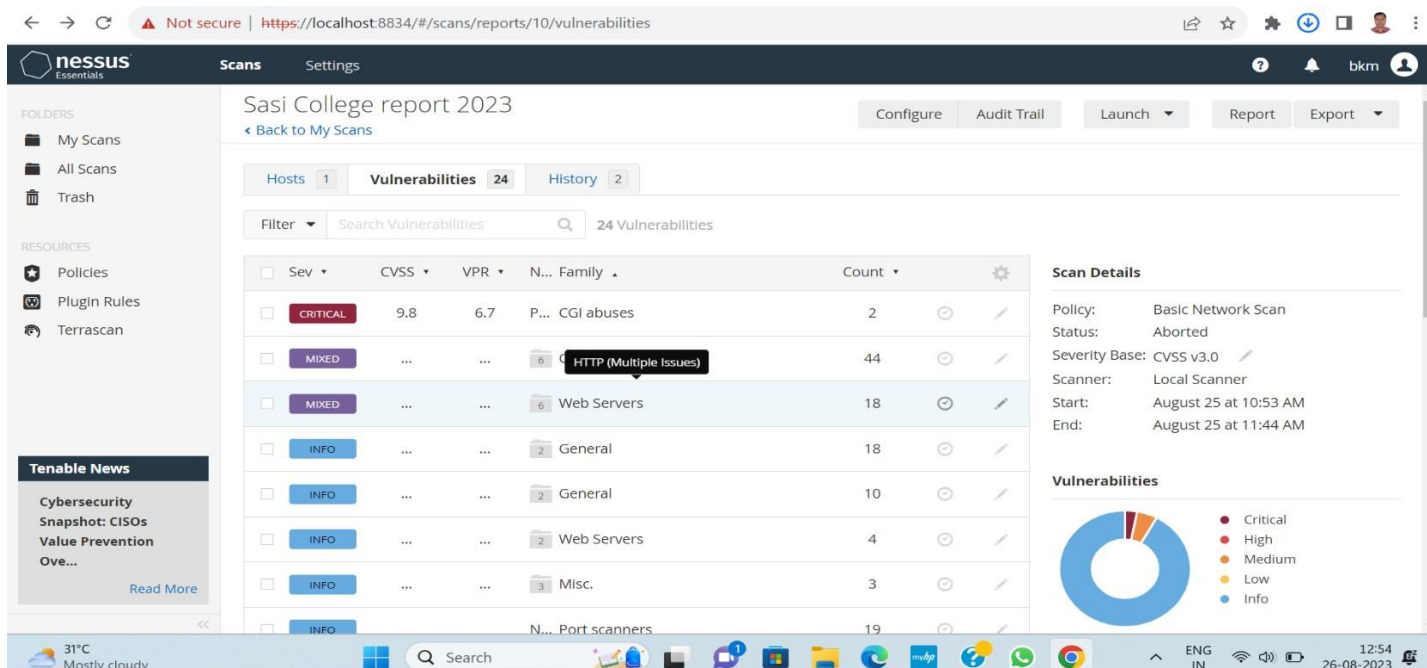 Not secure | https://localhost:8834/#/scans/reports/10/vulnerabilities
nessus
Essentials
Scans Settings
? bkm
FOLDERS
My Scans
All Scans
Trash
RESOURCES
Policies
Plugin Rules
Terrascan
Tenable News
Cybersecurity
Snapshot: CISOs
Value Prevention
Ove...
Read More
Sasi College report 2023
Back to My Scans
Configure Audit Trail Launch Report Export
Hosts 1 Vulnerabilities 24 History 2
Filter Search Vulnerabilities 24 Vulnerabilities
Sev CVSS VPR N... Family Count
CRITICAL 9.8 6.7 P... CGI abuses 2
MIXED ... ... 6 44
HTTP (Multiple Issues)
MIXED ... ... 6 Web Servers 18
INFO ... ... 2 General 18
INFO ... ... 2 General 10
INFO ... ... 2 Web Servers 4
INFO ... ... 3 Misc. 3
INFO N... Port scanners 19
Scan Details
Policy: Basic Network Scan
Status: Aborted
Severity Base: CVSS v3.0
Scanner: Local Scanner
Start: August 25 at 10:53 AM
End: August 25 at 11:44 AM
Vulnerabilities
Critical
High
Medium
Low
Info
31°C
Mostly cloudy
Search
myhp
ENG
IN
12:54
26-08-2023